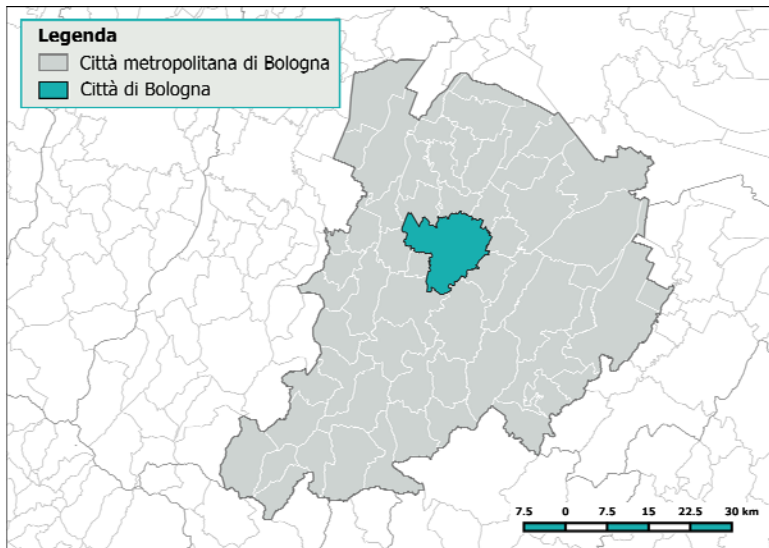 Legenda
Città metropolitana di Bologna
Città di Bologna
7.5 0 7.5 15 22.5 30 km